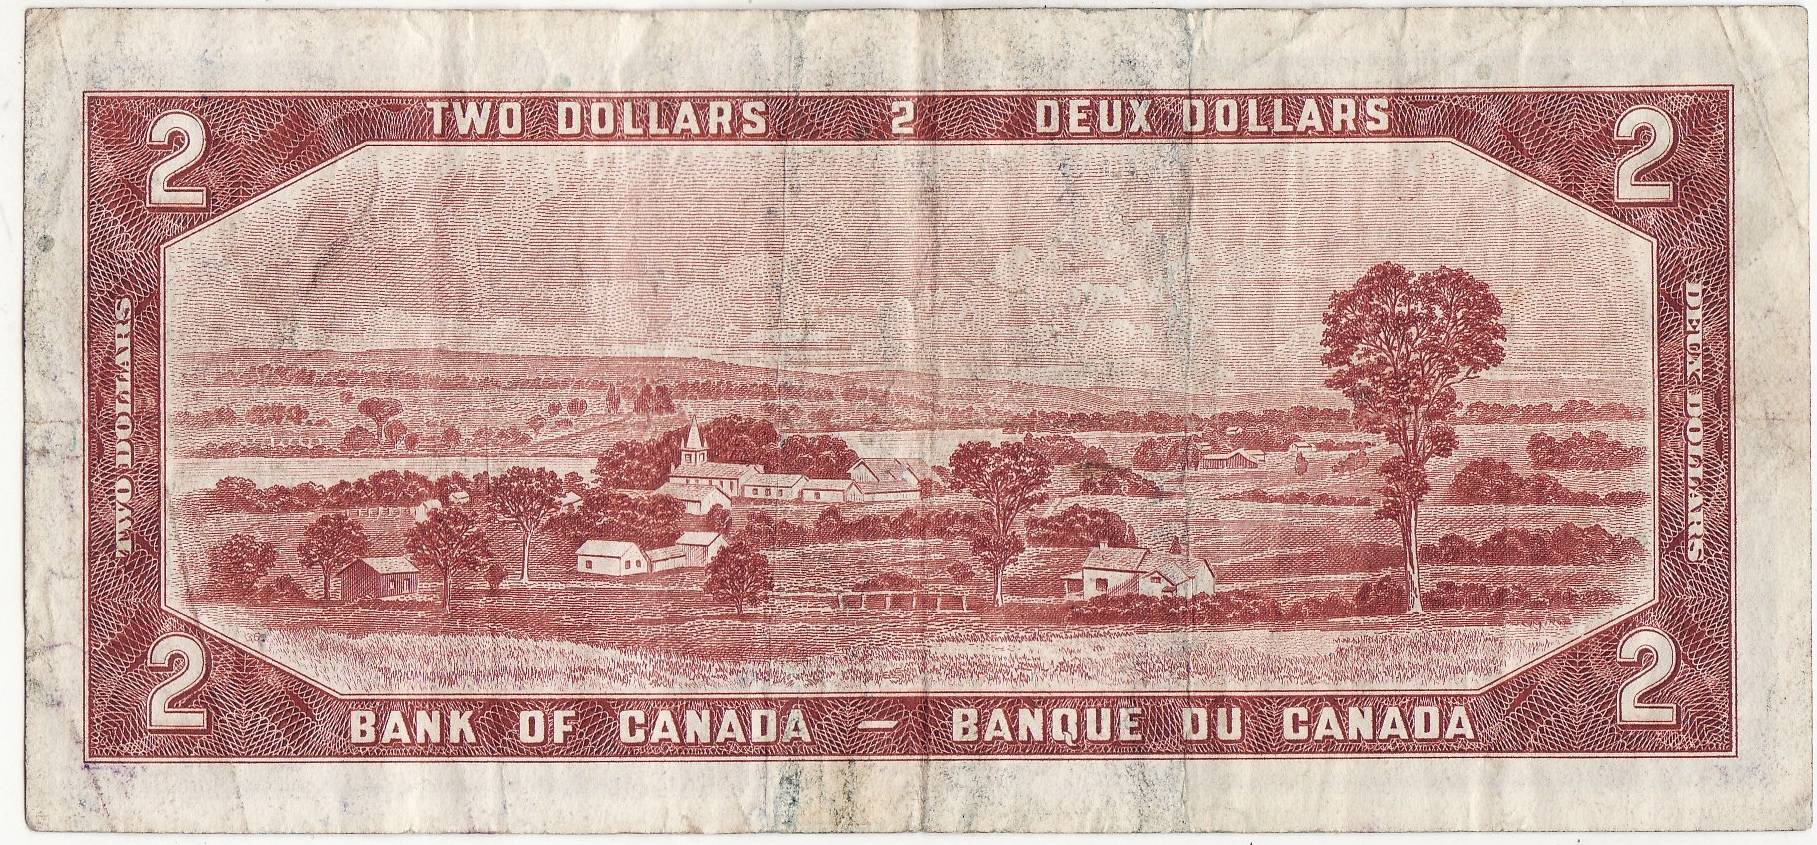 TWO DOLLARS 2 DEUX DOLLARS
2 2
TWO DOLLARS
DEUX DOLLARS
2 2
BANK OF CANADA — BANQUE DU CANADA